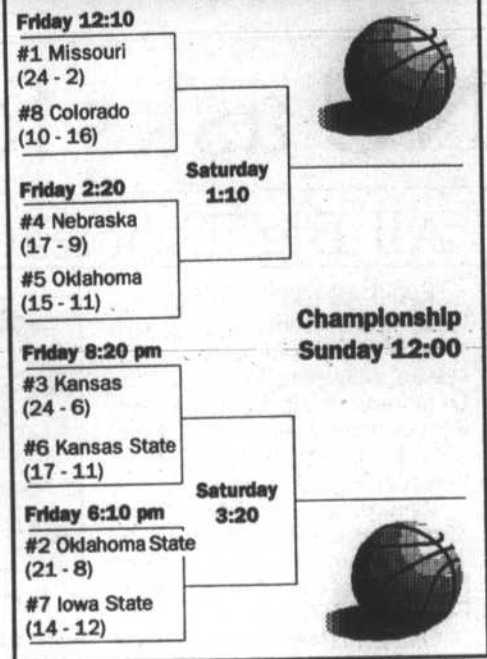 Friday 12:10
#1 Missouri
(24 - 2)
#8 Colorado
(10 - 16)
Saturday
1:10
Friday 2:20
#4 Nebraska
(17 - 9)
#5 Oklahoma
(15 - 11)
Championship
Sunday 12:00
Friday 8:20 pm
#3 Kansas
(24 - 6)
#6 Kansas State
(17 - 11)
Saturday
3:20
Friday 6:10 pm
#2 Oklahoma State
(21 - 8)
#7 Iowa State
(14 - 12)